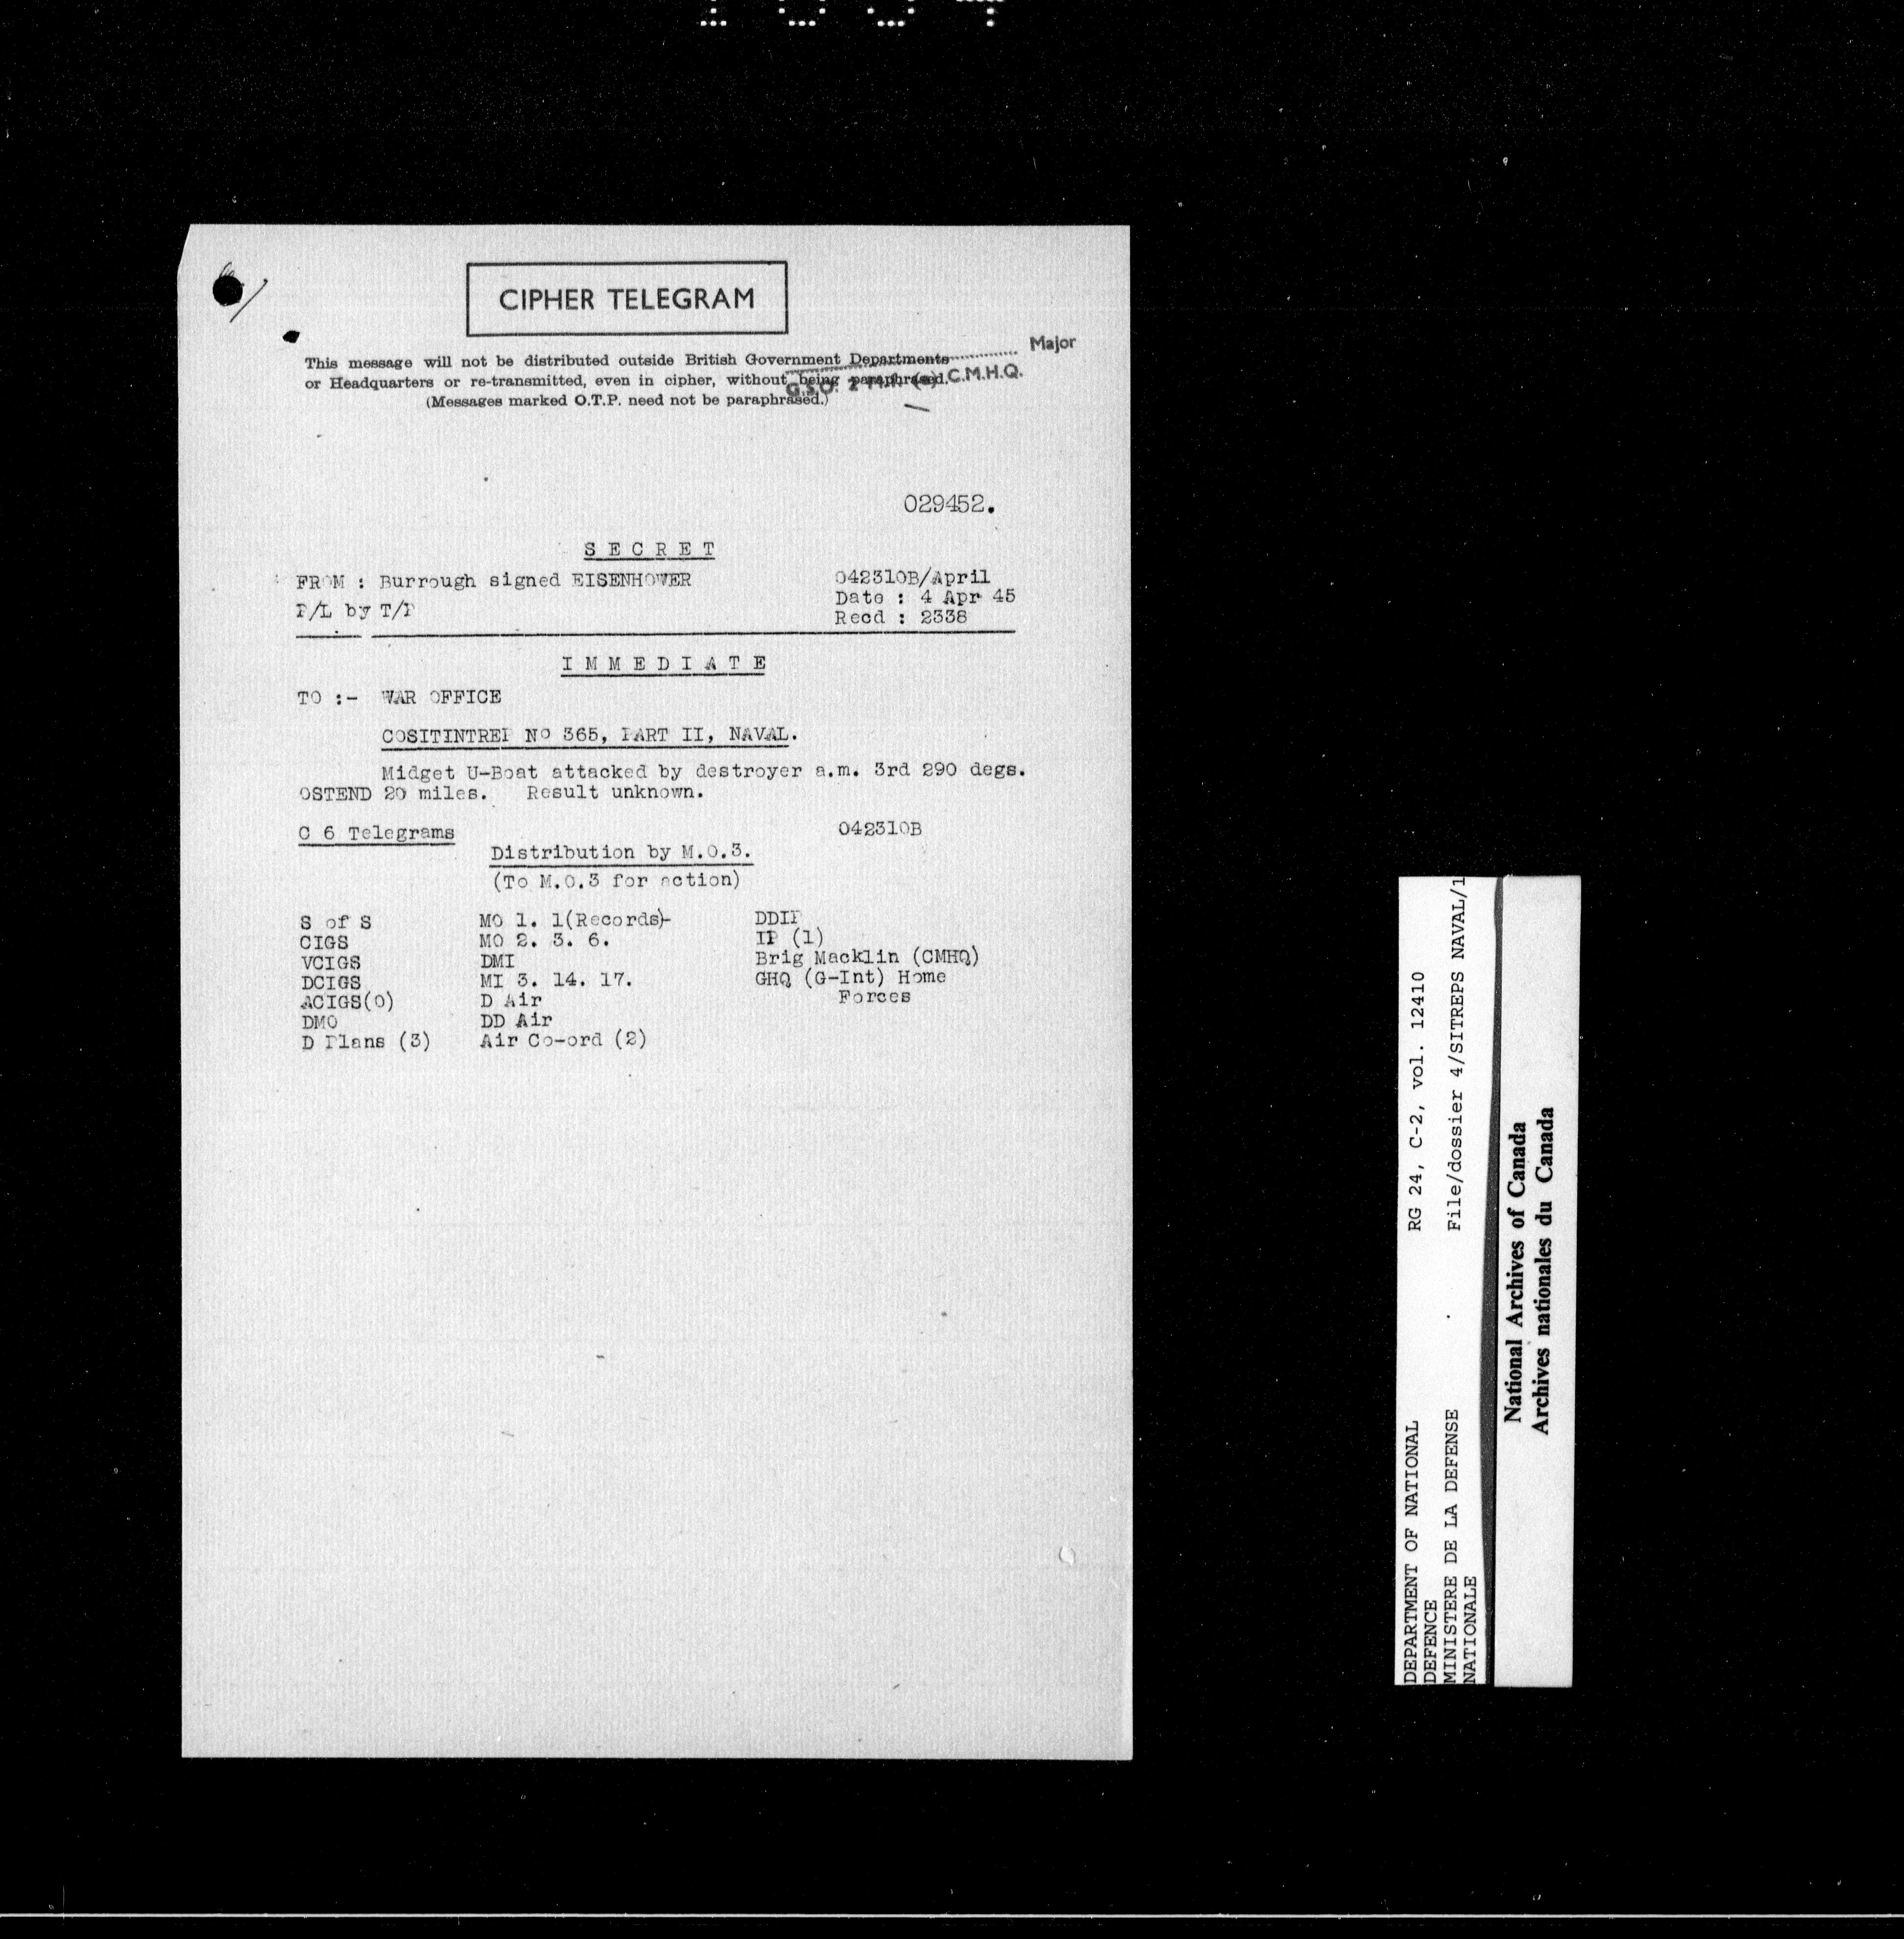 CIPHER TELEGRAM
This message will not be distributed outside British Government Departments
or Headquarters or re-transmitted, even in cipher, without being paraphrased.
(Messages marked O.T.P. need not be paraphrased.)
Major
G.S.O. 2 C.M.H.Q.
029452.
S E C R E T
FROM : Burrough signed EISENHOWER
042310B/April
P/L by T/P
Date : 4 Apr 45
Recd : 2338
I M M E D I A T E
TO :- WAR OFFICE
COSITINTREP No 365, PART II, NAVAL.
Midget U-Boat attacked by destroyer a.m. 3rd 290 degs.
OSTEND 20 miles. Result unknown.
C 6 Telegrams
042310B
Distribution by M.O.3.
(To M.O.3 for action)
S of S MO 1. 1(Records) DDIP
CIGS MO 2. 3. 6. IP (1)
VCIGS DMI Brig Macklin (CMHQ)
DCIGS MI 3. 14. 17. GHQ (G-Int) Home
ACIGS(O) D Air Forces
DMO DD Air
D Plans (3) Air Co-ord (2)
DEPARTMENT OF NATIONAL
DEFENCE
MINISTERE DE LA DEFENSE
NATIONALE
RG 24, C-2, vol. 12410
File/dossier 4/SITREPS NAVAL/1
National Archives of Canada
Archives nationales du Canada